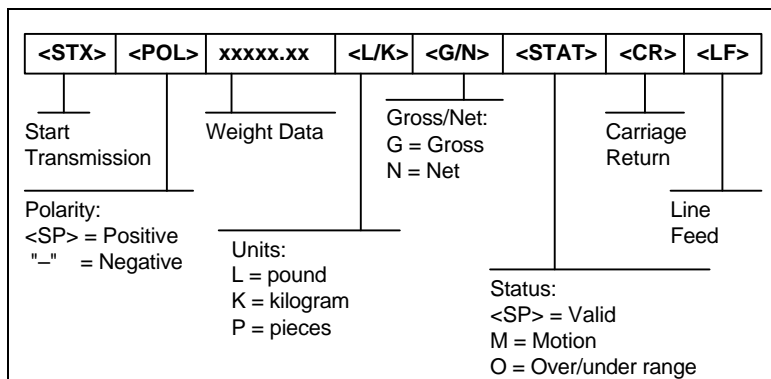 <STX> <POL> xxxxx.xx <L/K> <G/N> <STAT> <CR> <LF>
Start
Transmission
Weight Data
Gross/Net:
G = Gross
N = Net
Carriage
Return
Polarity:
<SP> = Positive
"–" = Negative
Units:
L = pound
K = kilogram
P = pieces
Line
Feed
Status:
<SP> = Valid
M = Motion
O = Over/under range